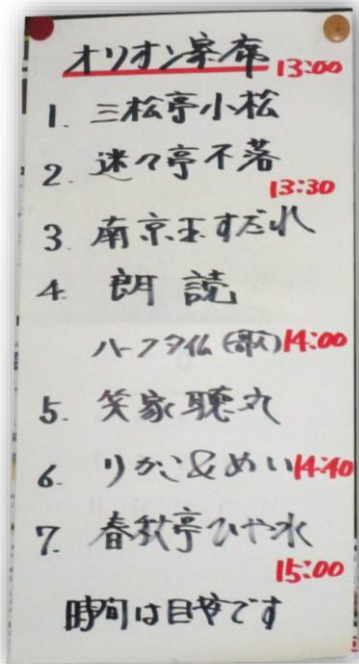 オリオン寄席 13:00
1. 三松亭小松
2. 迷々亭不落
13:30
3. 南京玉すだれ
4. 朗読
ハーフタイム(歌) 14:00
5. 笑家聴丸
6. りかこ&めい 14:40
7. 春秋亭ひや水
15:00
時間は目安です